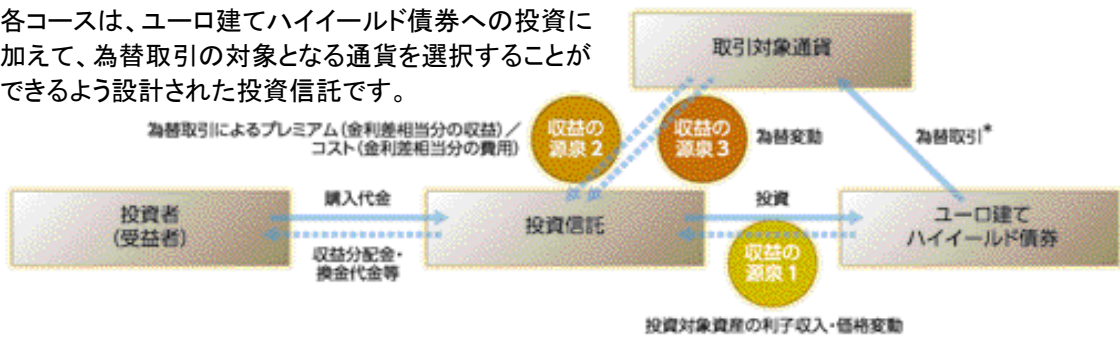 各コースは、ユーロ建てハイイールド債券への投資に
加えて、為替取引の対象となる通貨を選択することが
できるよう設計された投資信託です。
取引対象通貨
為替取引によるプレミアム(金利差相当分の収益)/
コスト(金利差相当分の費用)
収益の
源泉2
収益の
源泉3
為替変動
為替取引*
投資者
(受益者)
購入代金
収益分配金・
換金代金等
投資信託
投資
収益の
源泉1
ユーロ建て
ハイイールド債券
投資対象資産の利子収入・価格変動